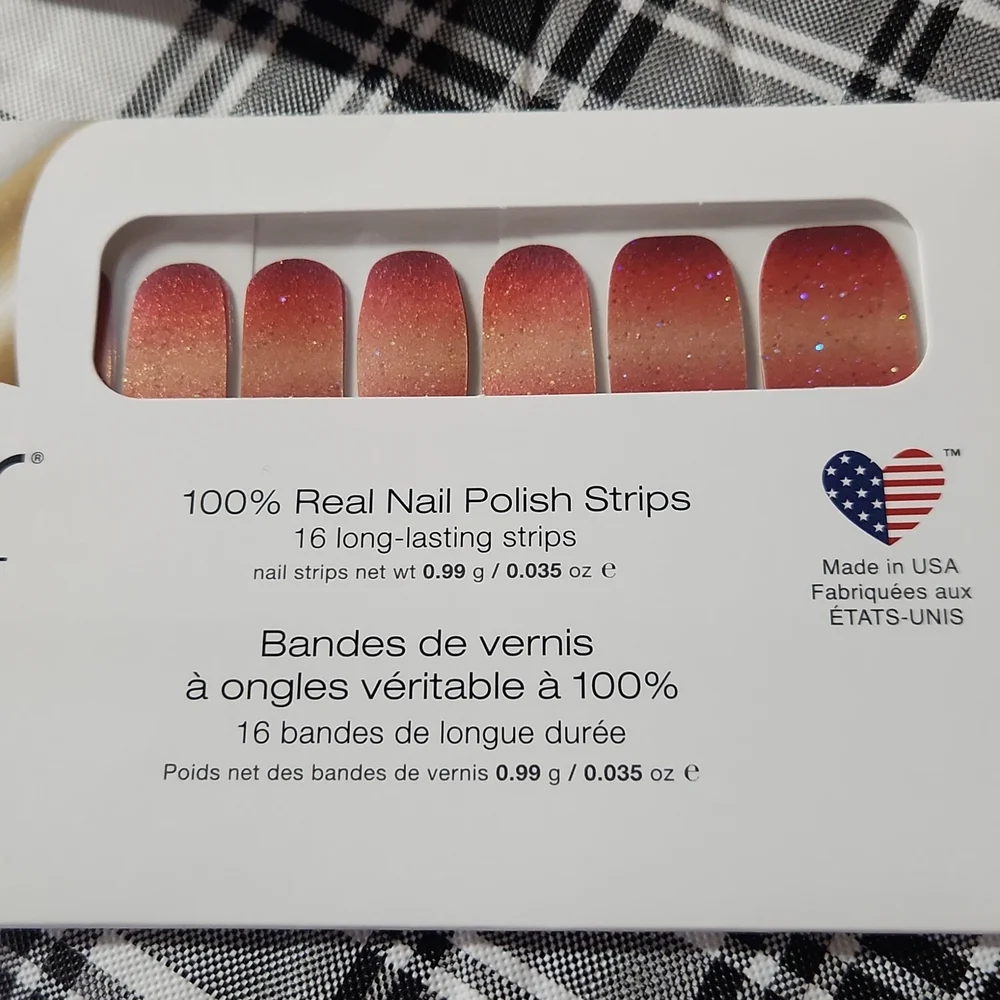 ®
100% Real Nail Polish Strips
16 long-lasting strips
nail strips net wt 0.99 g / 0.035 oz ℮
Bandes de vernis
à ongles véritable à 100%
16 bandes de longue durée
Poids net des bandes de vernis 0.99 g / 0.035 oz ℮
™
Made in USA
Fabriquées aux
ÉTATS-UNIS